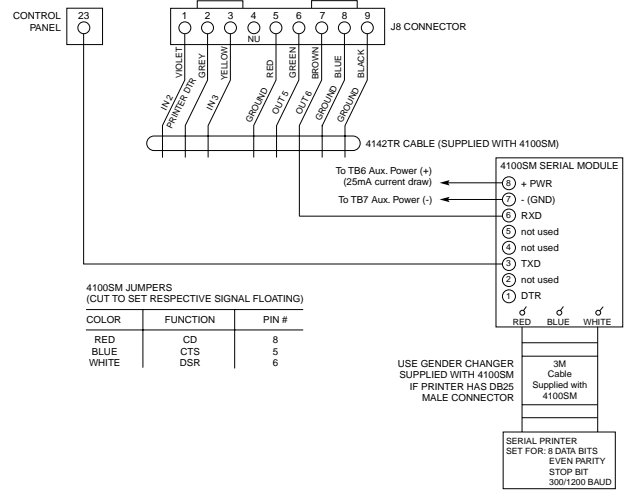 CONTROL
PANEL
23
1 2 3 4 5 6 7 8 9
J8 CONNECTOR
NU
VIOLET
GREY
YELLOW
RED
GREEN
BROWN
BLUE
BLACK
IN 2
PRINTER DTR
IN 3
GROUND
OUT 5
OUT 6
GROUND
GROUND
4142TR CABLE (SUPPLIED WITH 4100SM)
To TB6 Aux. Power (+)
(25mA current draw)
To TB7 Aux. Power (-)
4100SM SERIAL MODULE
8 + PWR
7 - (GND)
6 RXD
5 not used
4 not used
3 TXD
2 not used
1 DTR
RED BLUE WHITE
4100SM JUMPERS
(CUT TO SET RESPECTIVE SIGNAL FLOATING)
COLOR FUNCTION PIN #
RED CD 8
BLUE CTS 5
WHITE DSR 6
USE GENDER CHANGER
SUPPLIED WITH 4100SM
IF PRINTER HAS DB25
MALE CONNECTOR
3M
Cable
Supplied with
4100SM
SERIAL PRINTER
SET FOR: 8 DATA BITS
EVEN PARITY
STOP BIT
300/1200 BAUD